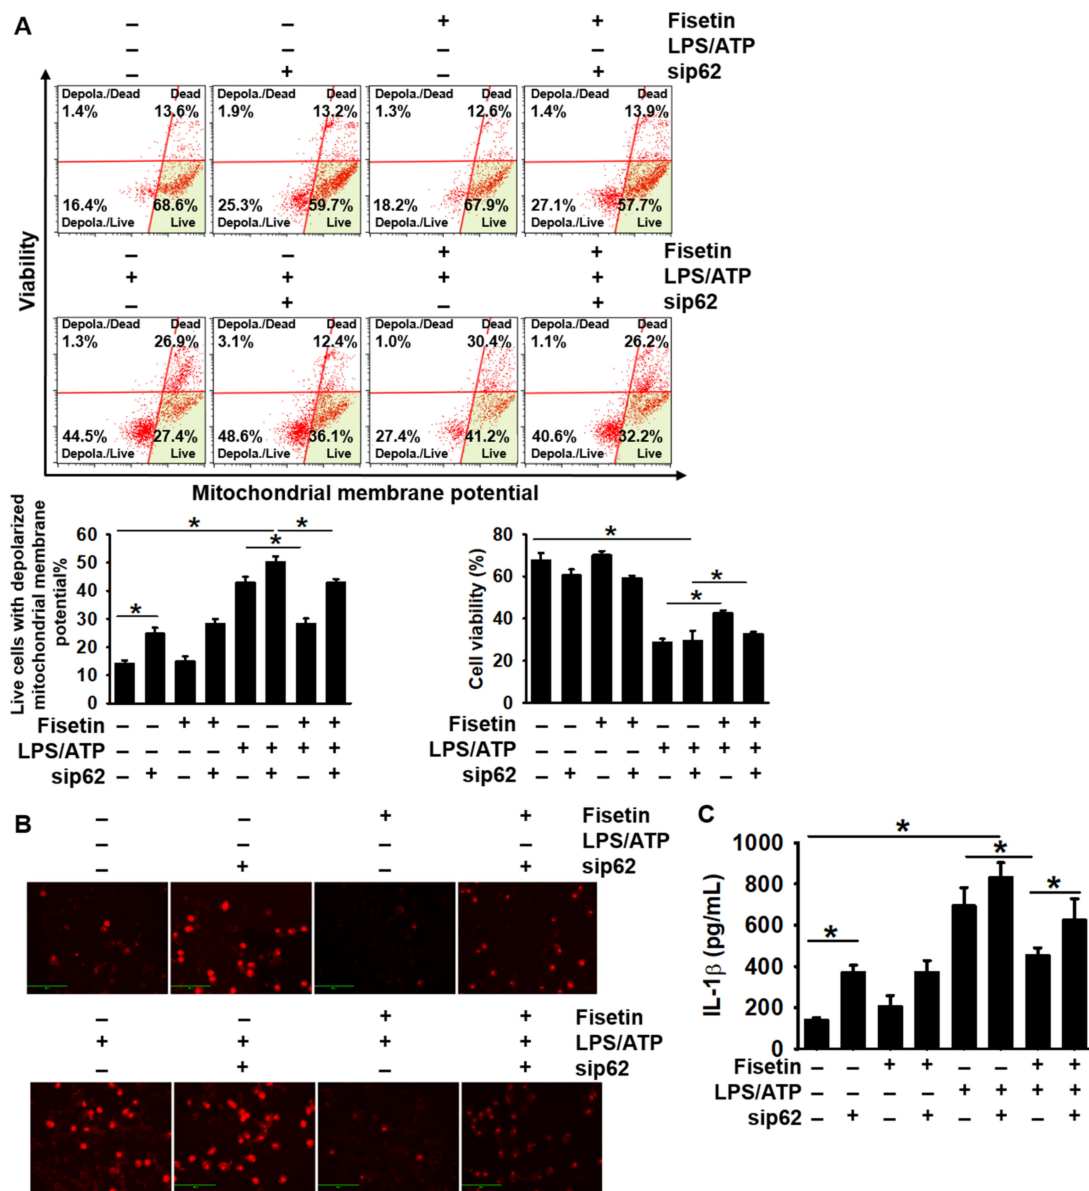 A
– – + + Fisetin
– – – – LPS/ATP
– + – + sip62
Depola./Dead Dead Depola./Dead Dead Depola./Dead Dead Depola./Dead Dead
1.4% 13.6% 1.9% 13.2% 1.3% 12.6% 1.4% 13.9%
16.4% 68.6% 25.3% 59.7% 18.2% 67.9% 27.1% 57.7%
Depola./Live Live Depola./Live Live Depola./Live Live Depola./Live Live
Viability
– – + + Fisetin
+ + + + LPS/ATP
– + – + sip62
Depola./Dead Dead Depola./Dead Dead Depola./Dead Dead Depola./Dead Dead
1.3% 26.9% 3.1% 12.4% 1.0% 30.4% 1.1% 26.2%
44.5% 27.4% 48.6% 36.1% 27.4% 41.2% 40.6% 32.2%
Depola./Live Live Depola./Live Live Depola./Live Live Depola./Live Live
Mitochondrial membrane potential
Live cells with depolarized
mitochondrial membrane
potential%
60
50
40
30
20
10
0
* * * *
Fisetin – – + + – – + +
LPS/ATP – – – – + + + +
sip62 – + – + – + – +
Cell viability (%)
80
60
40
20
0
* * *
Fisetin – – + + – – + +
LPS/ATP – – – – + + + +
sip62 – + – + – + – +
B
– – + + Fisetin
– – – – LPS/ATP
– + – + sip62
– – + + Fisetin
+ + + + LPS/ATP
– + – + sip62
C
IL-1β (pg/mL)
1000
800
600
400
200
0
* * * *
Fisetin – – + + – – + +
LPS/ATP – – – – + + + +
sip62 – + – + – + – +